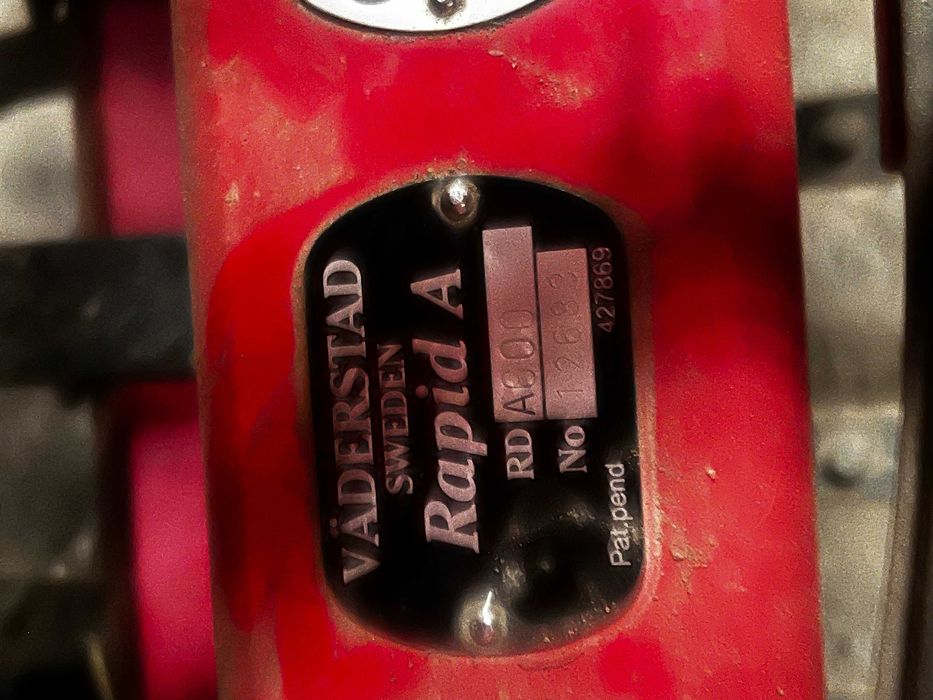 VÄDERSTAD
SWEDEN
Rapid A
RD A600
No 12683
Pat.pend 427869